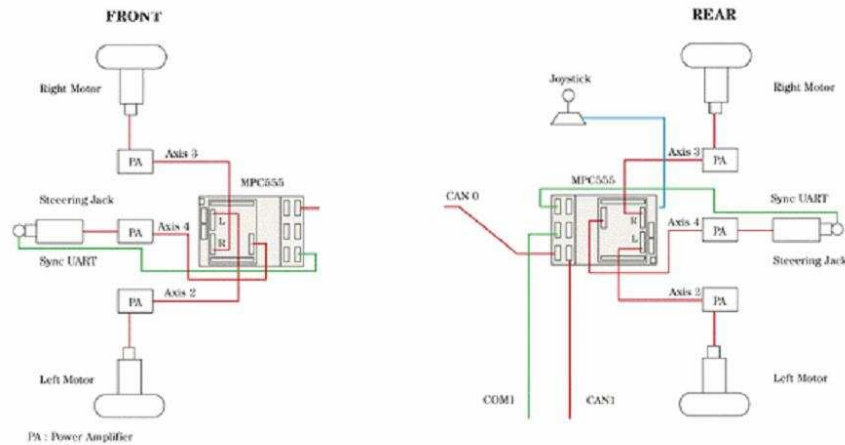 FRONT
Right Motor
PA
Axis 3
MPC555
Steering Jack
L
PA
Axis 4
R
Sync UART
PA
Axis 2
Left Motor
PA : Power Amplifier
REAR
Joystick
Right Motor
Axis 3
PA
MPC555
CAN 0
Sync UART
R
Axis 4
PA
L
Steering Jack
Axis 2
PA
Left Motor
COM1
CAN1